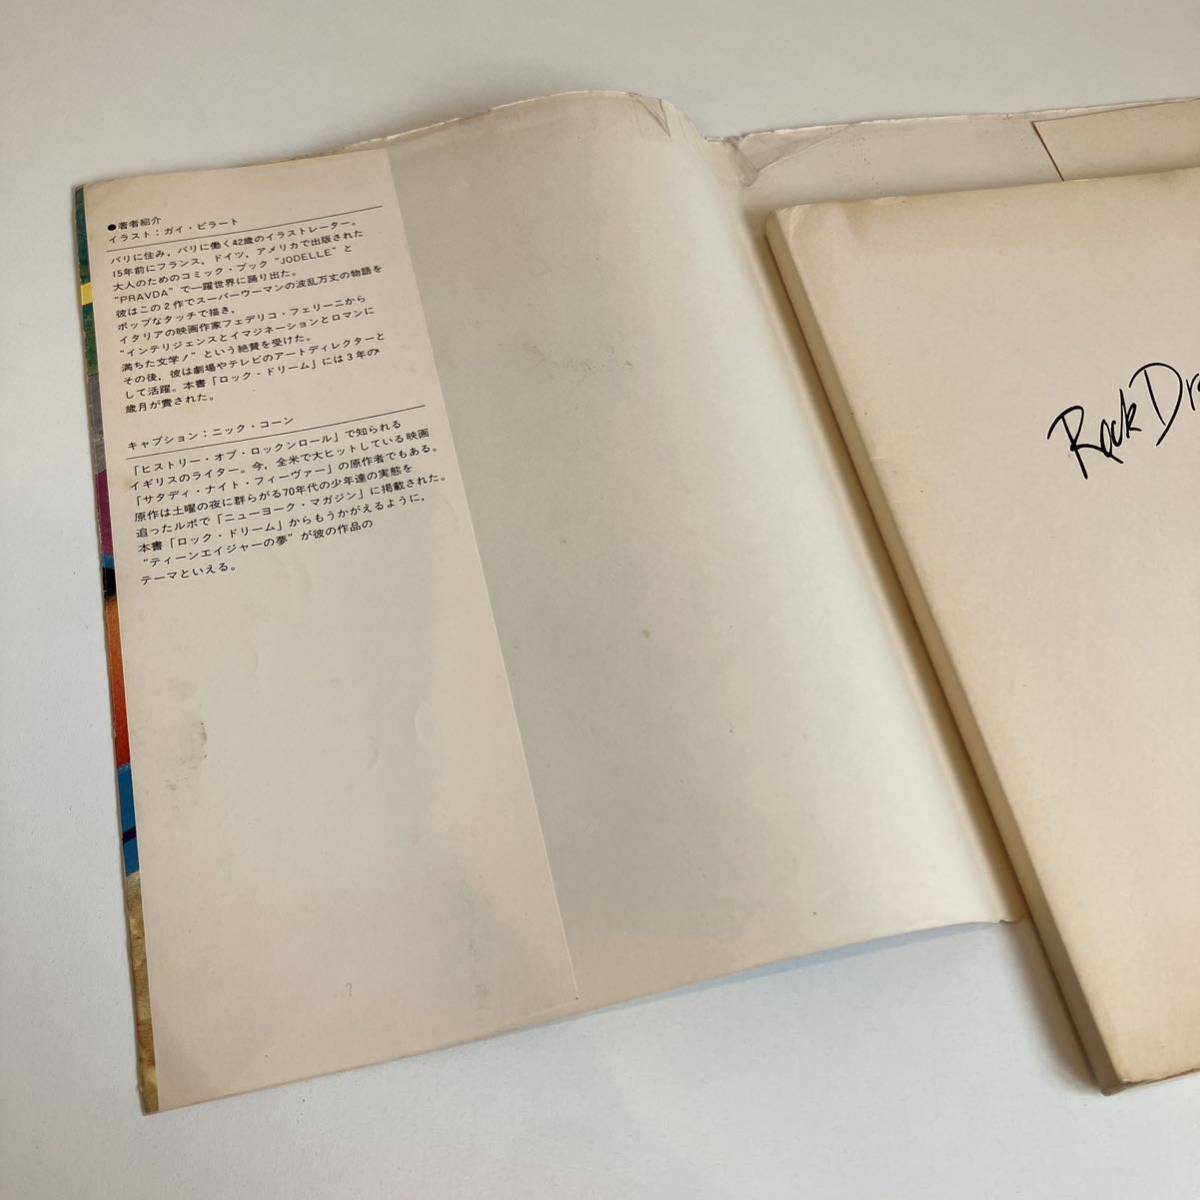 ●著者紹介
イラスト：ガイ・ピラート
パリに住み，パリに働く42歳のイラストレーター。
15年前にフランス，ドイツ，アメリカで出版された
大人のためのコミック・ブック“JODELLE”と
“PRAVDA”で一躍世界に踊り出た。
彼はこの2作でスーパーウーマンの波乱万丈の物語を
ポップなタッチで描き，
イタリアの映画作家フェデリコ・フェリーニから
“インテリジェンスとイマジネーションとロマンに
満ちた文学！”という絶賛を受けた。
その後，彼は劇場やテレビのアートディレクターと
して活躍。本書「ロック・ドリーム」には3年の
歳月が費された。
キャプション：ニック・コーン
「ヒストリー・オブ・ロックンロール」で知られる
イギリスのライター。今，全米で大ヒットしている映画
「サタディ・ナイト・フィーヴァー」の原作者でもある。
原作は土曜の夜に群らがる70年代の少年達の実態を
追ったルポで「ニューヨーク・マガジン」に掲載された。
本書「ロック・ドリーム」からもうかがえるように，
“ティーンエイジャーの夢”が彼の作品の
テーマといえる。
Rock Dr